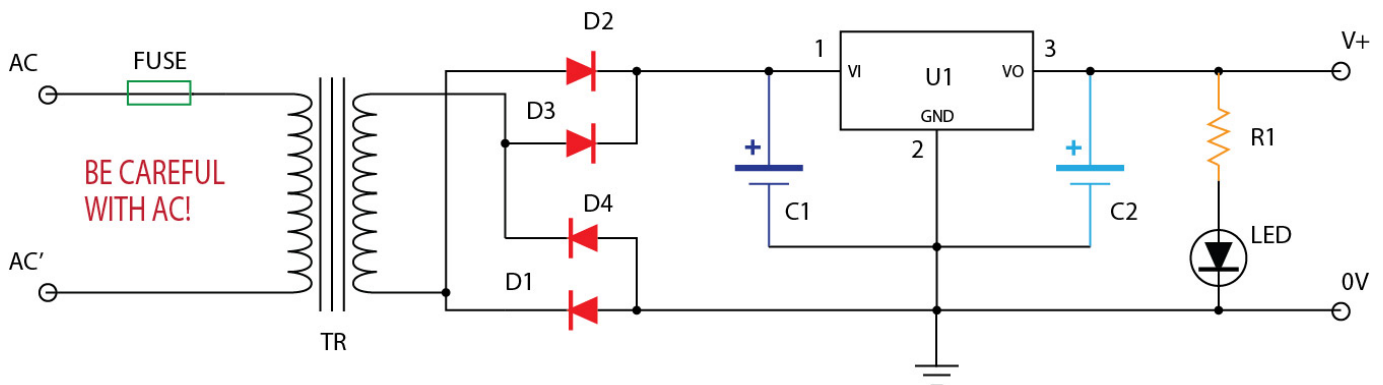 AC
FUSE
BE CAREFUL
WITH AC!
AC'
TR
D2
D3
D4
D1
+
C1
1
VI
U1
VO
3
GND
2
+
C2
V+
R1
LED
0V